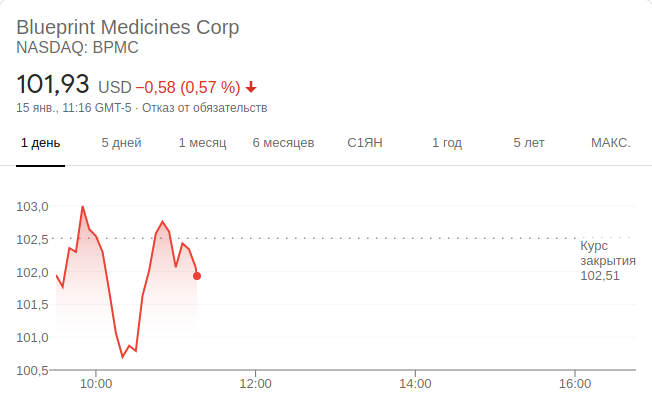 Blueprint Medicines Corp
NASDAQ: BPMC
101,93 USD −0,58 (0,57 %)
15 янв., 11:16 GMT-5 · Отказ от обязательств
1 день 5 дней 1 месяц 6 месяцев С1ЯН 1 год 5 лет МАКС.
103,0
102,5
Курс
закрытия
102,51
102,0
101,5
101,0
100,5
10:00 12:00 14:00 16:00